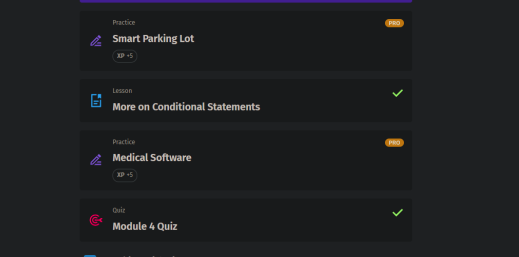 Practice
PRO
Smart Parking Lot
XP +5
Lesson
More on Conditional Statements
Practice
PRO
Medical Software
XP +5
Quiz
Module 4 Quiz